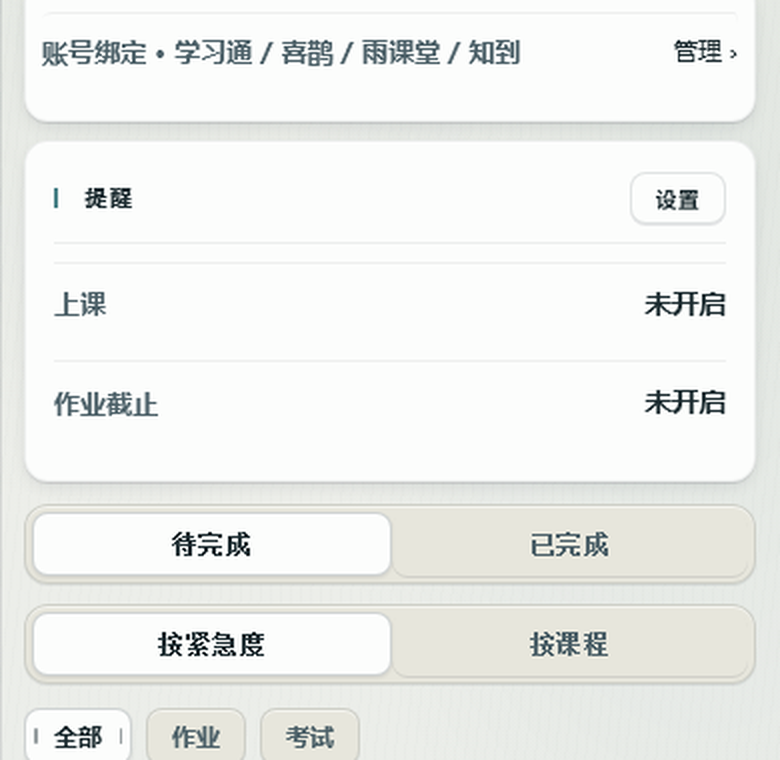 账号绑定 • 学习通 / 喜鹊 / 雨课堂 / 知到 管理 ›
提醒 设置
上课 未开启
作业截止 未开启
待完成 已完成
按紧急度 按课程
全部 作业 考试